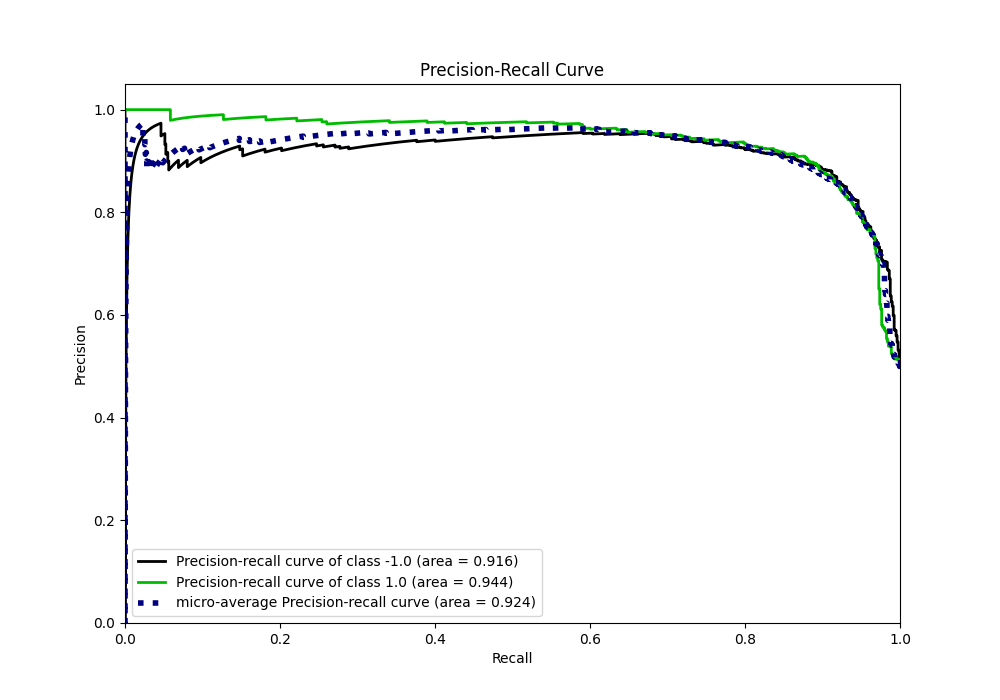 Precision-Recall Curve
1.0
0.8
0.6
0.4
0.2
0.0
Precision
Precision-recall curve of class -1.0 (area = 0.916)
Precision-recall curve of class 1.0 (area = 0.944)
micro-average Precision-recall curve (area = 0.924)
0.0 0.2 0.4 0.6 0.8 1.0
Recall